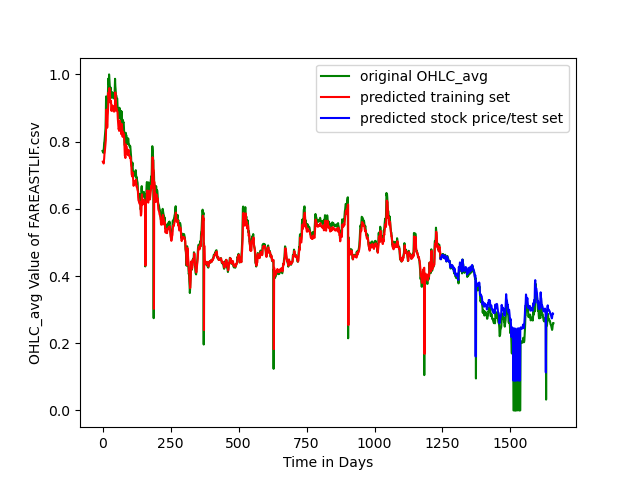 original OHLC_avg
predicted training set
predicted stock price/test set
1.0
0.8
0.6
0.4
0.2
0.0
OHLC_avg Value of FAREASTLIF.csv
0 250 500 750 1000 1250 1500
Time in Days